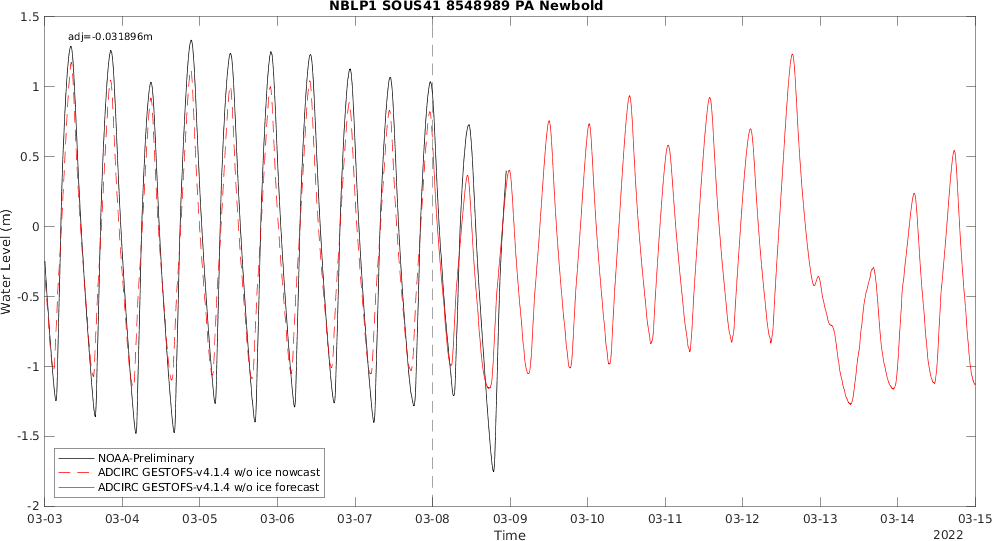 NBLP1 SOUS41 8548989 PA Newbold
adj=-0.031896m
Water Level (m)
1.5
1
0.5
0
-0.5
-1
-1.5
-2
NOAA-Preliminary
ADCIRC GESTOFS-v4.1.4 w/o ice nowcast
ADCIRC GESTOFS-v4.1.4 w/o ice forecast
03-03 03-04 03-05 03-06 03-07 03-08 03-09 03-10 03-11 03-12 03-13 03-14 03-15
Time
2022